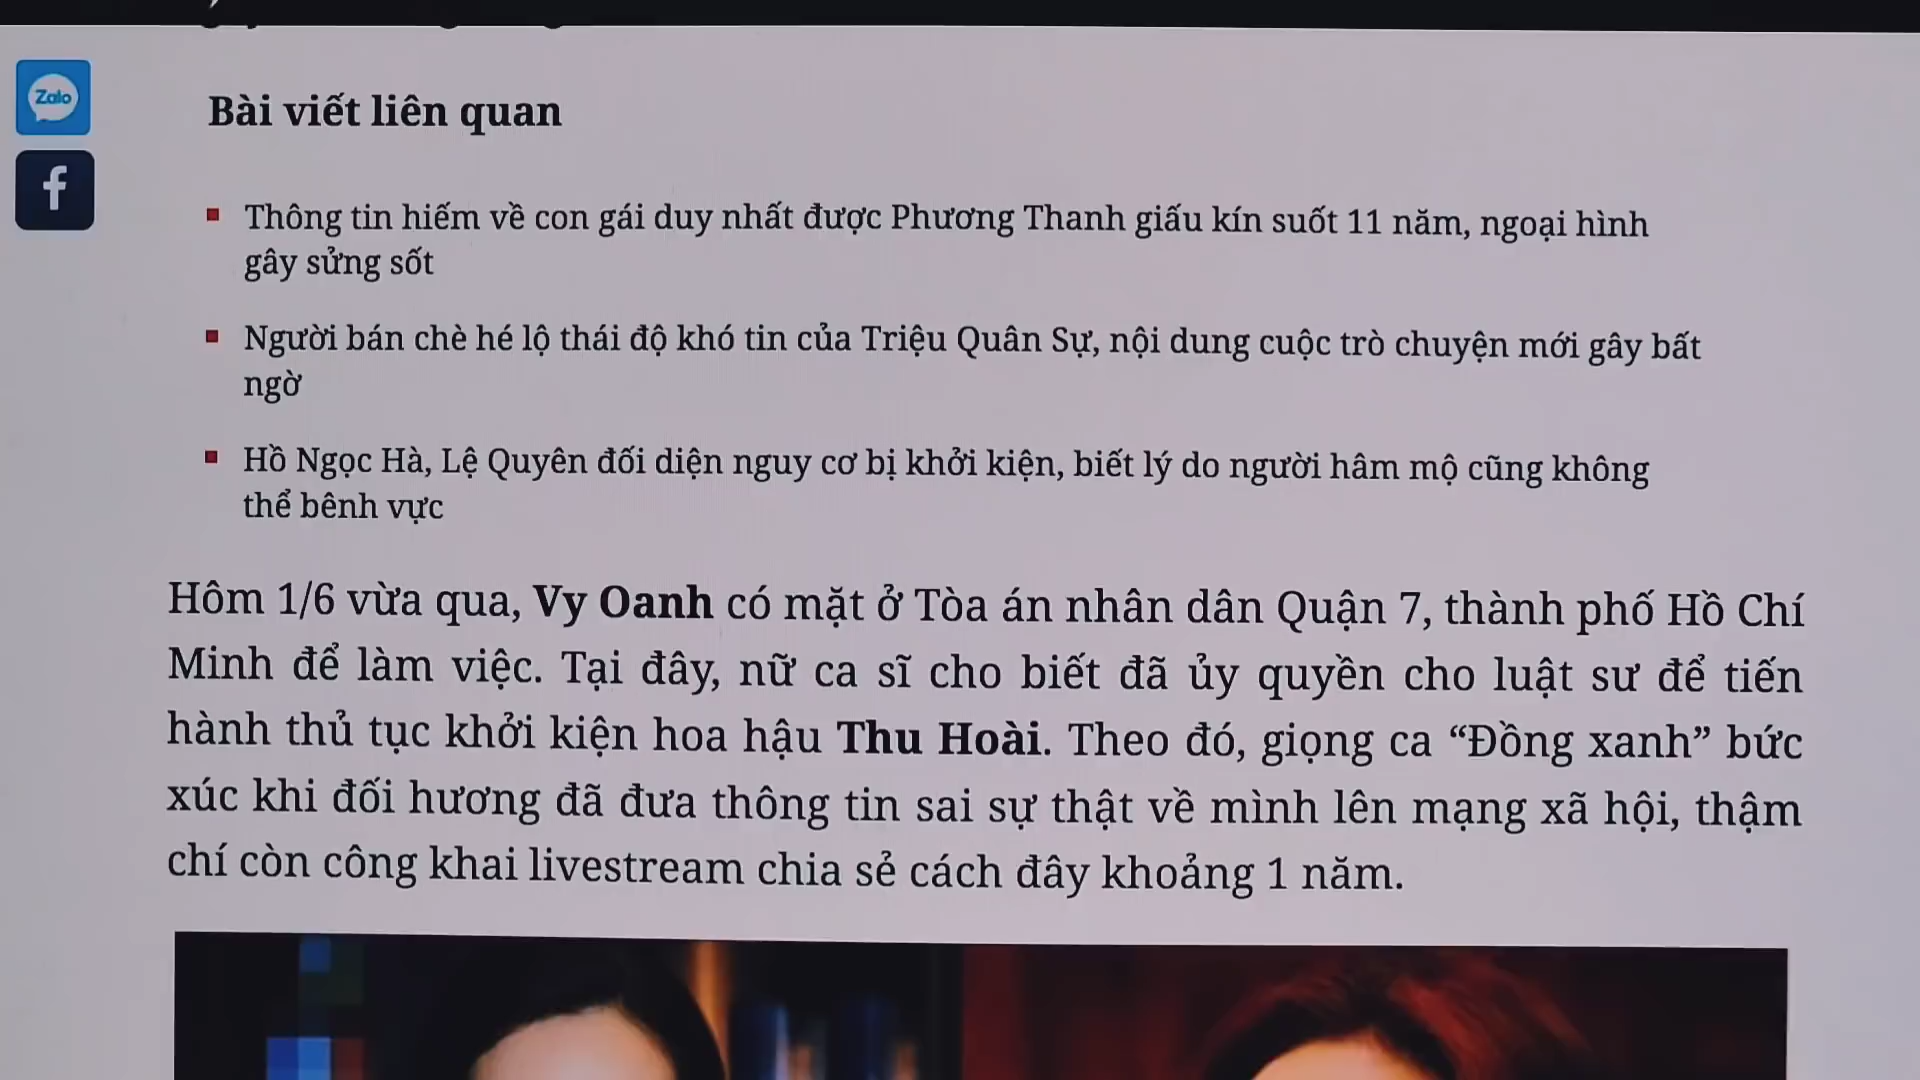 Zalo
f
Bài viết liên quan
Thông tin hiếm về con gái duy nhất được Phương Thanh giấu kín suốt 11 năm, ngoại hình
gây sửng sốt
Người bán chè hé lộ thái độ khó tin của Triệu Quân Sự, nội dung cuộc trò chuyện mới gây bất
ngờ
Hồ Ngọc Hà, Lệ Quyên đối diện nguy cơ bị khởi kiện, biết lý do người hâm mộ cũng không
thể bênh vực
Hôm 1/6 vừa qua, Vy Oanh có mặt ở Tòa án nhân dân Quận 7, thành phố Hồ Chí
Minh để làm việc. Tại đây, nữ ca sĩ cho biết đã ủy quyền cho luật sư để tiến
hành thủ tục khởi kiện hoa hậu Thu Hoài. Theo đó, giọng ca “Đồng xanh” bức
xúc khi đối hương đã đưa thông tin sai sự thật về mình lên mạng xã hội, thậm
chí còn công khai livestream chia sẻ cách đây khoảng 1 năm.